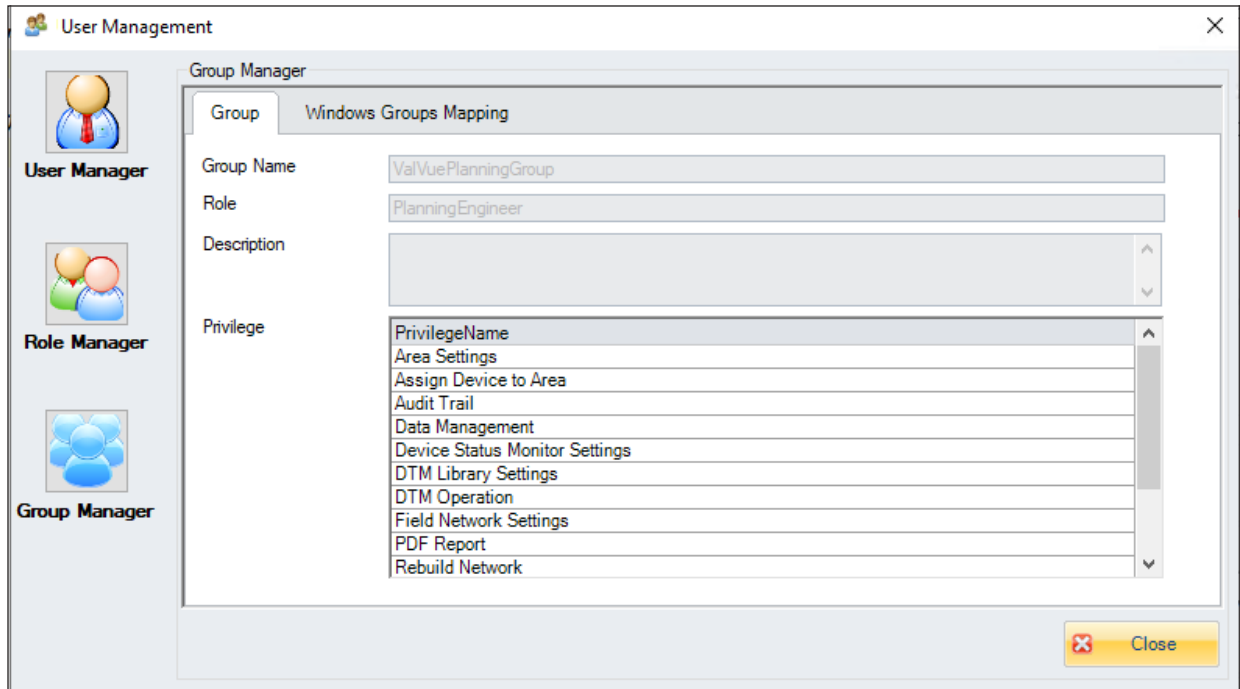 User Management
User Manager
Role Manager
Group Manager
Group Manager
Group
Windows Groups Mapping
Group Name
ValVuePlanningGroup
Role
PlanningEngineer
Description
Privilege
PrivilegeName
Area Settings
Assign Device to Area
Audit Trail
Data Management
Device Status Monitor Settings
DTM Library Settings
DTM Operation
Field Network Settings
PDF Report
Rebuild Network
Close